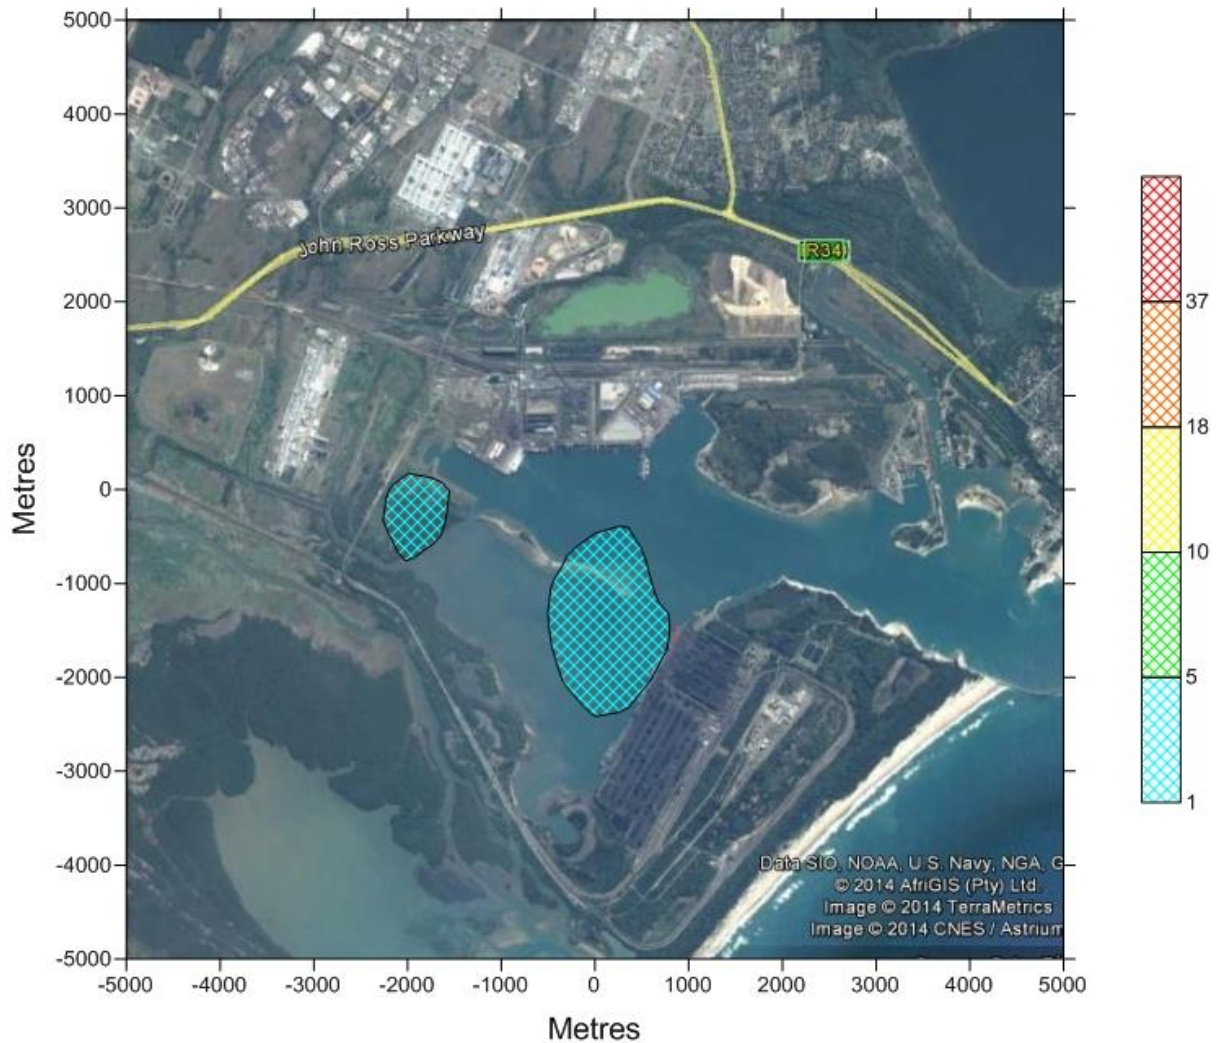 5000
4000
3000
2000
1000
0
-1000
-2000
-3000
-4000
-5000
Metres
-5000 -4000 -3000 -2000 -1000 0 1000 2000 3000 4000 5000
Metres
John Ross Parkway
R34
37
18
10
5
1
Data SIO, NOAA, U.S. Navy, NGA, G
© 2014 AfriGIS (Pty) Ltd.
Image © 2014 TerraMetrics
Image © 2014 CNES / Astrium